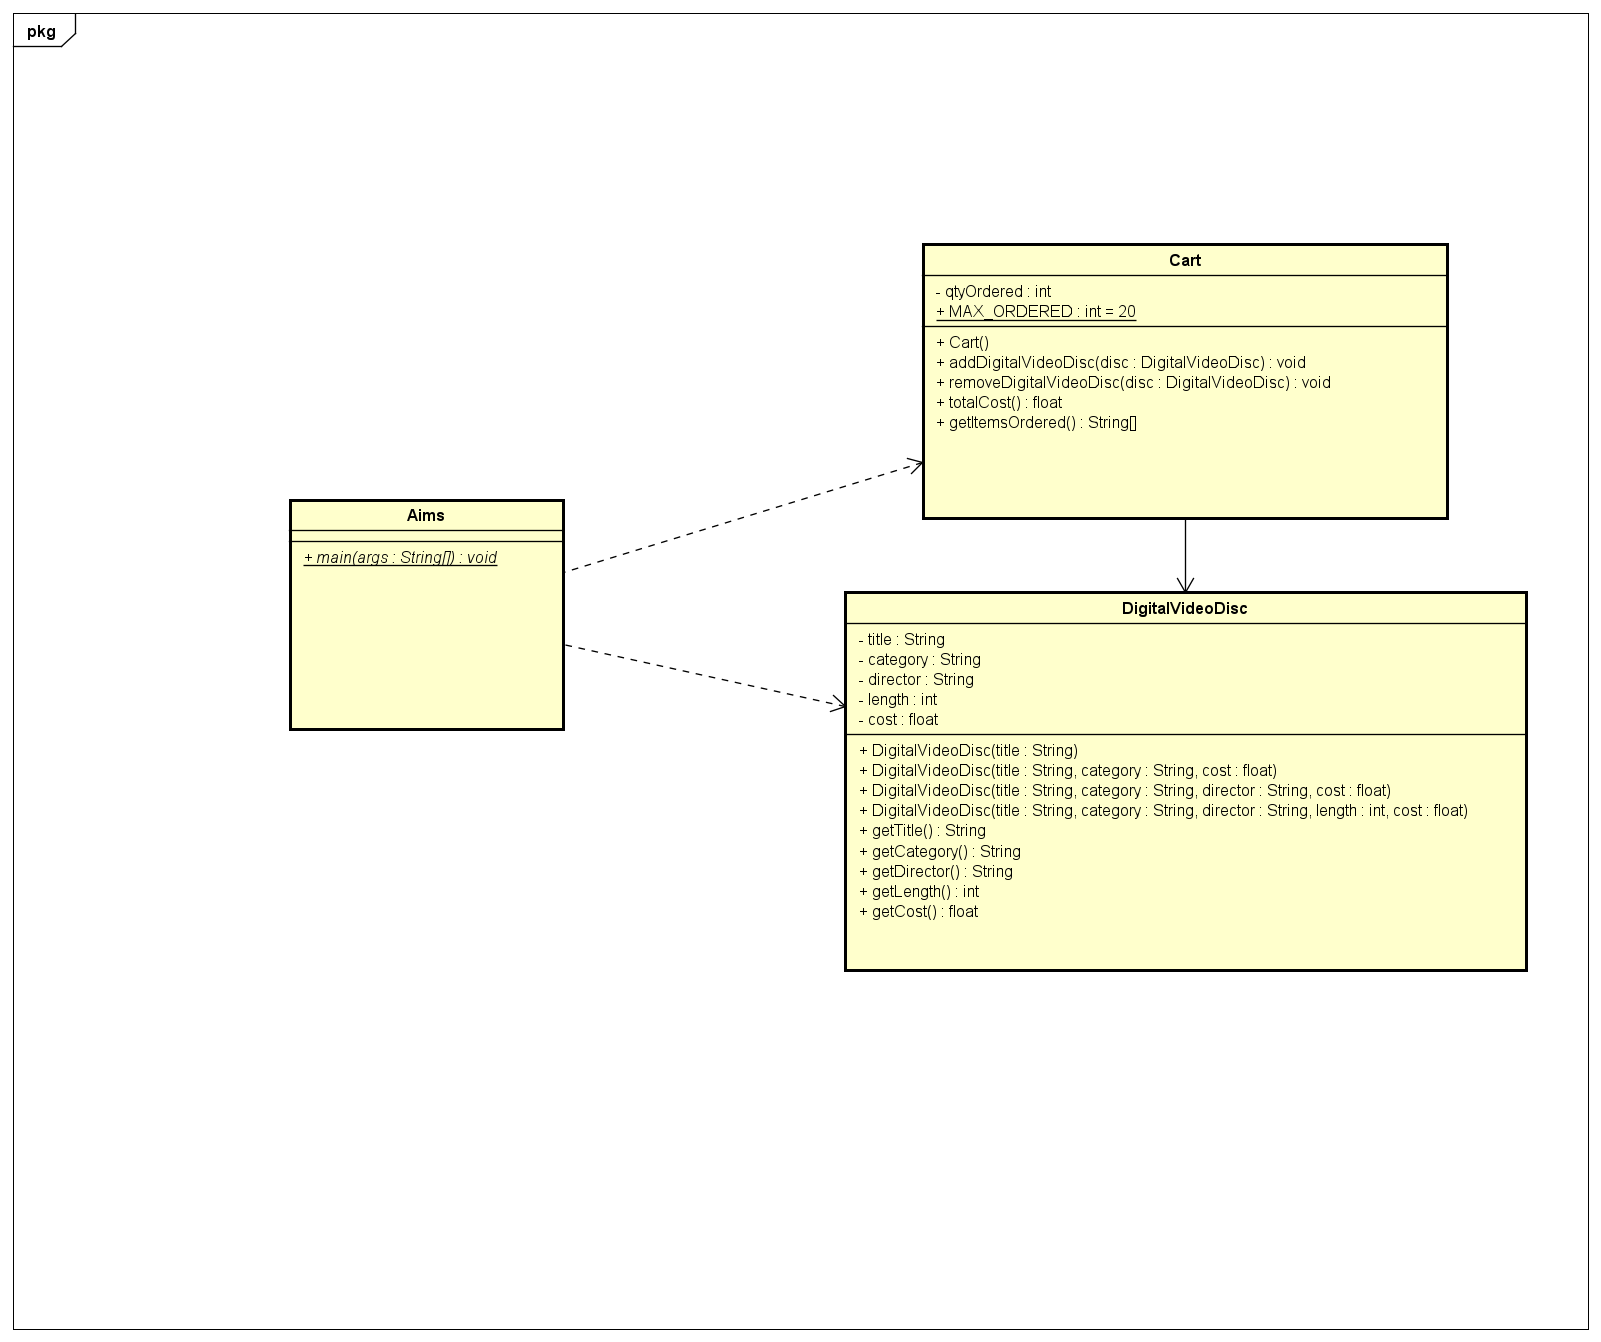 pkg
Cart
- qtyOrdered : int
+ MAX_ORDERED : int = 20
+ Cart()
+ addDigitalVideoDisc(disc : DigitalVideoDisc) : void
+ removeDigitalVideoDisc(disc : DigitalVideoDisc) : void
+ totalCost() : float
+ getItemsOrdered() : String[]
Aims
+ main(args : String[]) : void
DigitalVideoDisc
- title : String
- category : String
- director : String
- length : int
- cost : float
+ DigitalVideoDisc(title : String)
+ DigitalVideoDisc(title : String, category : String, cost : float)
+ DigitalVideoDisc(title : String, category : String, director : String, cost : float)
+ DigitalVideoDisc(title : String, category : String, director : String, length : int, cost : float)
+ getTitle() : String
+ getCategory() : String
+ getDirector() : String
+ getLength() : int
+ getCost() : float